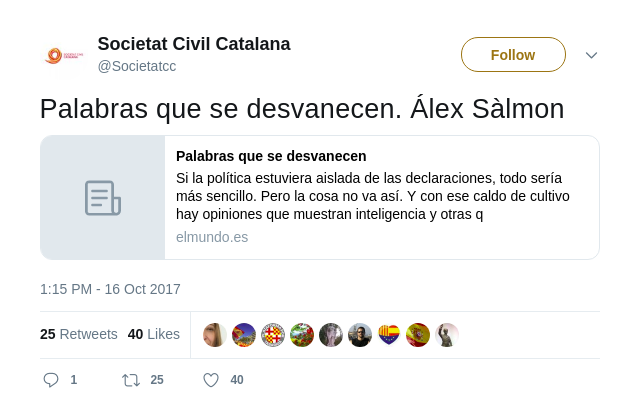 Societat Civil Catalana
@Societatcc
Follow
Palabras que se desvanecen. Álex Sàlmon
Palabras que se desvanecen
Si la política estuviera aislada de las declaraciones, todo sería
más sencillo. Pero la cosa no va así. Y con ese caldo de cultivo
hay opiniones que muestran inteligencia y otras q
elmundo.es
1:15 PM - 16 Oct 2017
25 Retweets 40 Likes
1 25 40